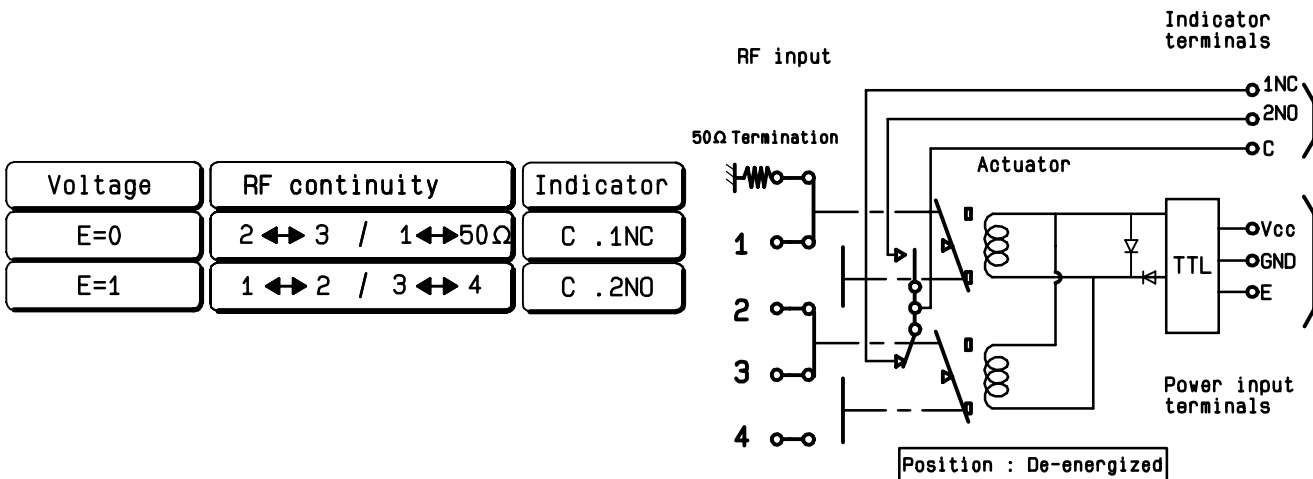 Voltage RF continuity Indicator
E=0 2 ↔ 3 / 1 ↔ 50Ω C .1NC
E=1 1 ↔ 2 / 3 ↔ 4 C .2NO
RF input
50Ω Termination
1
2
3
4
Indicator
terminals
1NC
2NO
C
Actuator
TTL
Vcc
GND
E
Power input
terminals
Position : De-energized